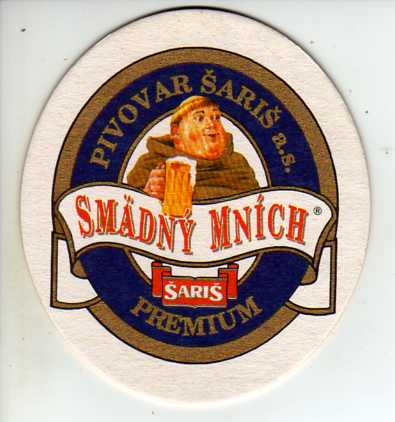 PIVOVAR ŠARIŠ a.s.
SMÄDNÝ MNÍCH ®
ŠARIŠ
PREMIUM